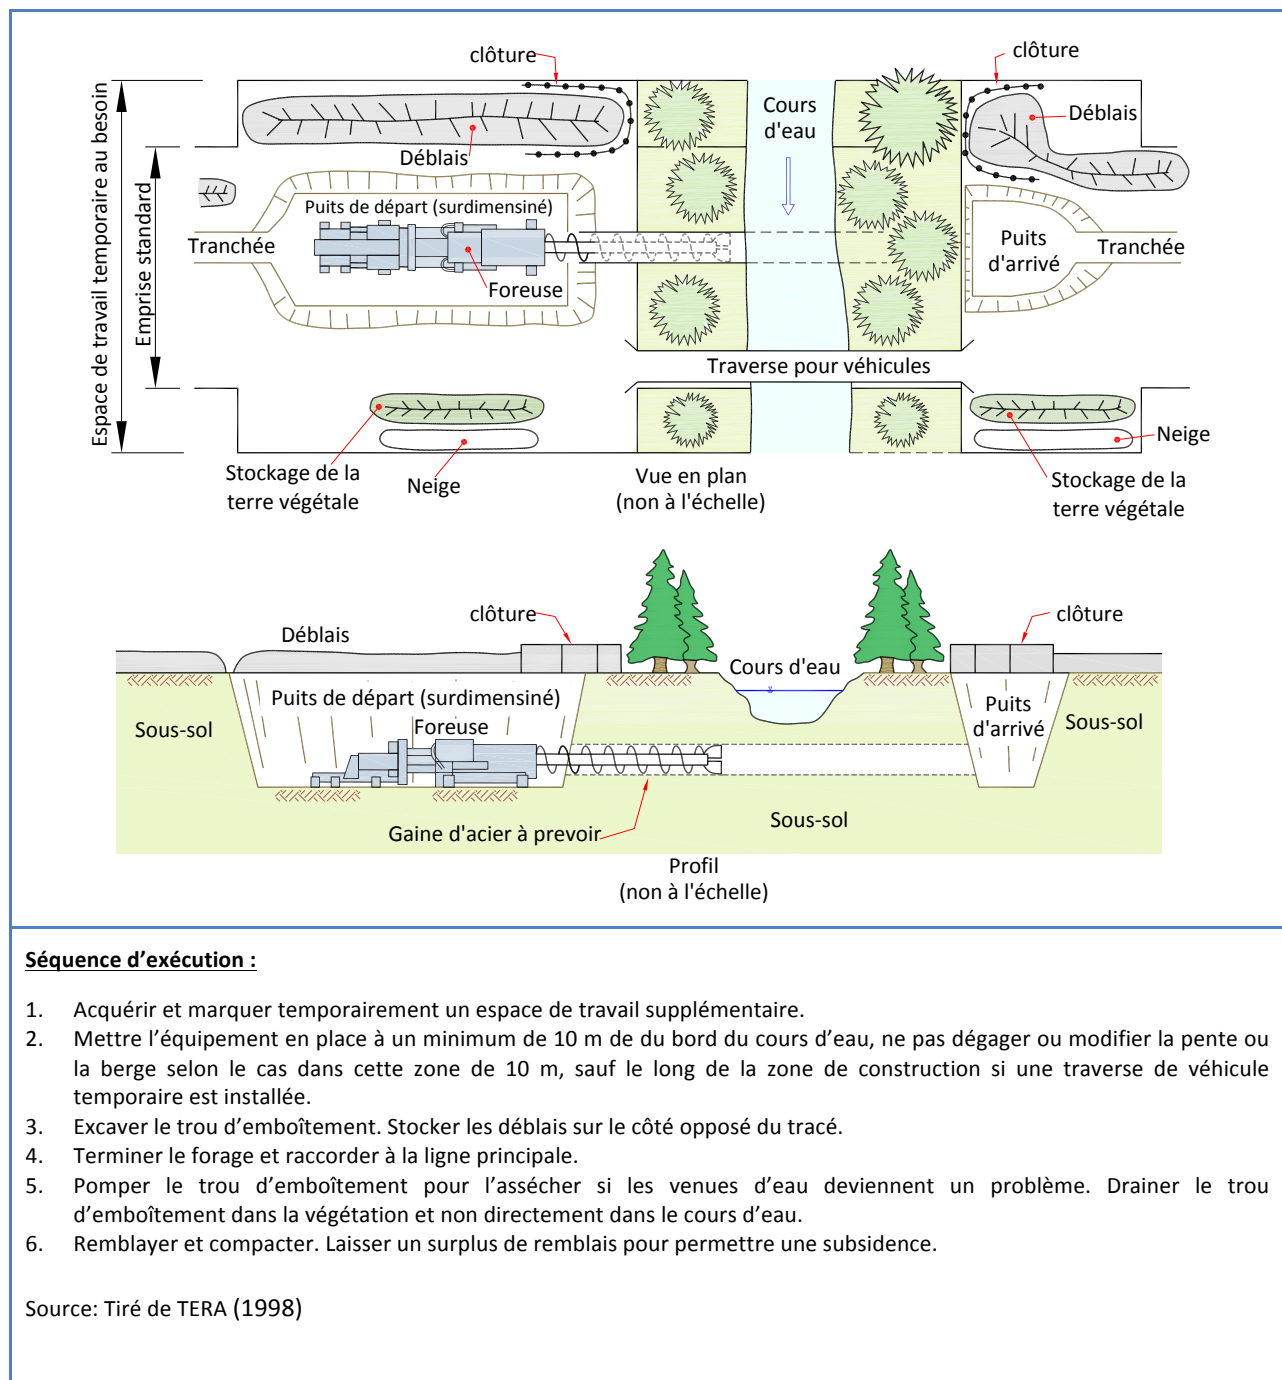 clôture
clôture
Cours
d'eau
Déblais
Déblais
Espace de travail temporaire au besoin
Emprise standard
Puits de départ (surdimensiné)
Tranchée
Foreuse
Puits
d'arrivé
Tranchée
Traverse pour véhicules
Stockage de la
terre végétale
Neige
Vue en plan
(non à l'échelle)
Neige
Stockage de la
terre végétale
clôture
clôture
Déblais
Cours d'eau
Puits de départ (surdimensiné)
Foreuse
Sous-sol
Puits
d'arrivé
Sous-sol
Gaine d'acier à prevoir
Sous-sol
Profil
(non à l'échelle)
Séquence d'exécution :
1. Acquérir et marquer temporairement un espace de travail supplémentaire.
2. Mettre l'équipement en place à un minimum de 10 m de du bord du cours d'eau, ne pas dégager ou modifier la pente ou
la berge selon le cas dans cette zone de 10 m, sauf le long de la zone de construction si une traverse de véhicule
temporaire est installée.
3. Excaver le trou d'emboîtement. Stocker les déblais sur le côté opposé du tracé.
4. Terminer le forage et raccorder à la ligne principale.
5. Pomper le trou d'emboîtement pour l'assécher si les venues d'eau deviennent un problème. Drainer le trou
d'emboîtement dans la végétation et non directement dans le cours d'eau.
6. Remblayer et compacter. Laisser un surplus de remblais pour permettre une subsidence.
Source: Tiré de TERA (1998)